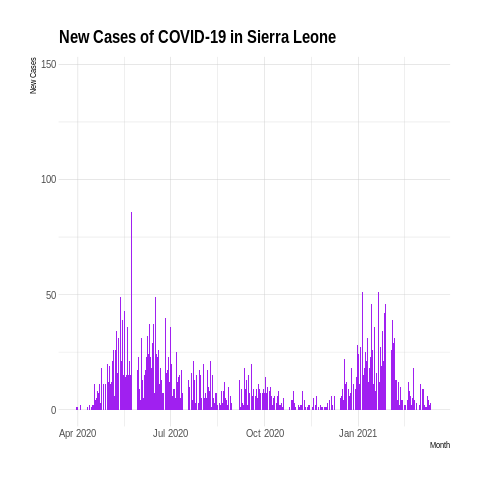 New Cases of COVID-19 in Sierra Leone
New Cases
150
100
50
0
Apr 2020
Jul 2020
Oct 2020
Jan 2021
Month